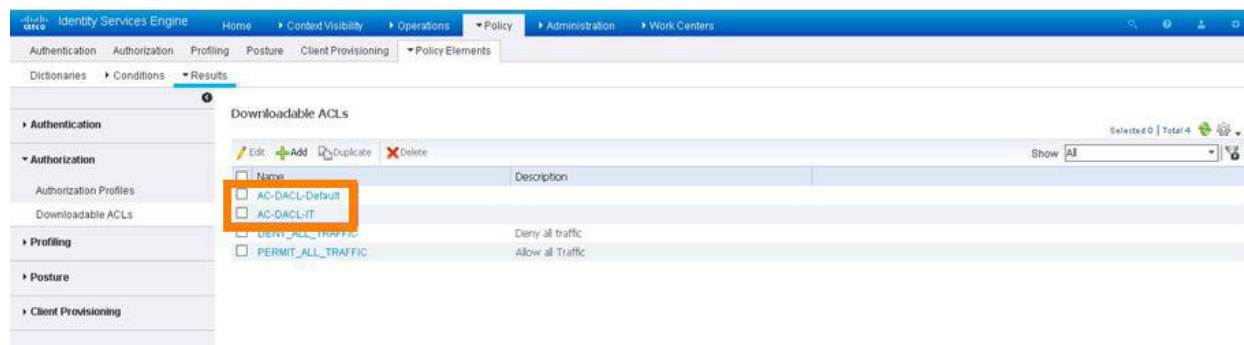 cisco Identity Services Engine Home Context Visibility Operations Policy Administration Work Centers
Authentication Authorization Profiling Posture Client Provisioning Policy Elements
Dictionaries Conditions Results
Authentication
Authorization
Authorization Profiles
Downloadable ACLs
Profiling
Posture
Client Provisioning
Downloadable ACLs
Selected 0 | Total 4
Edit Add Duplicate Delete Show All
Name Description
AC-DACL-Default
AC-DACL-IT
DENY_ALL_TRAFFIC Deny all traffic
PERMIT_ALL_TRAFFIC Allow all Traffic